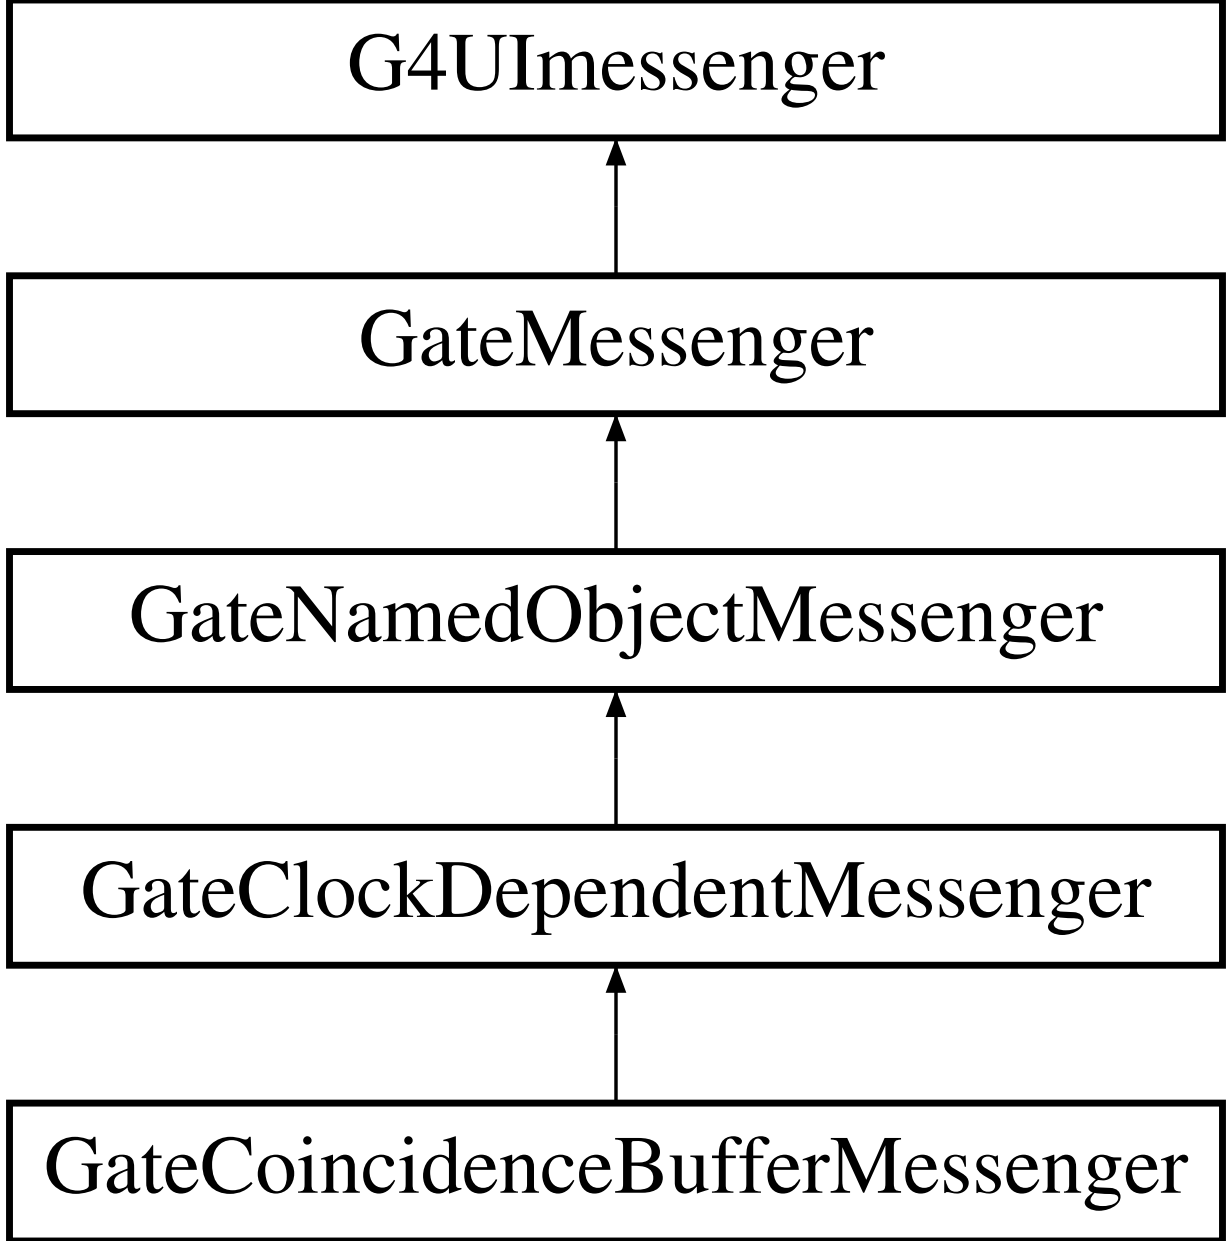 G4UImessenger
GateMessenger
GateNamedObjectMessenger
GateClockDependentMessenger
GateCoincidenceBufferMessenger